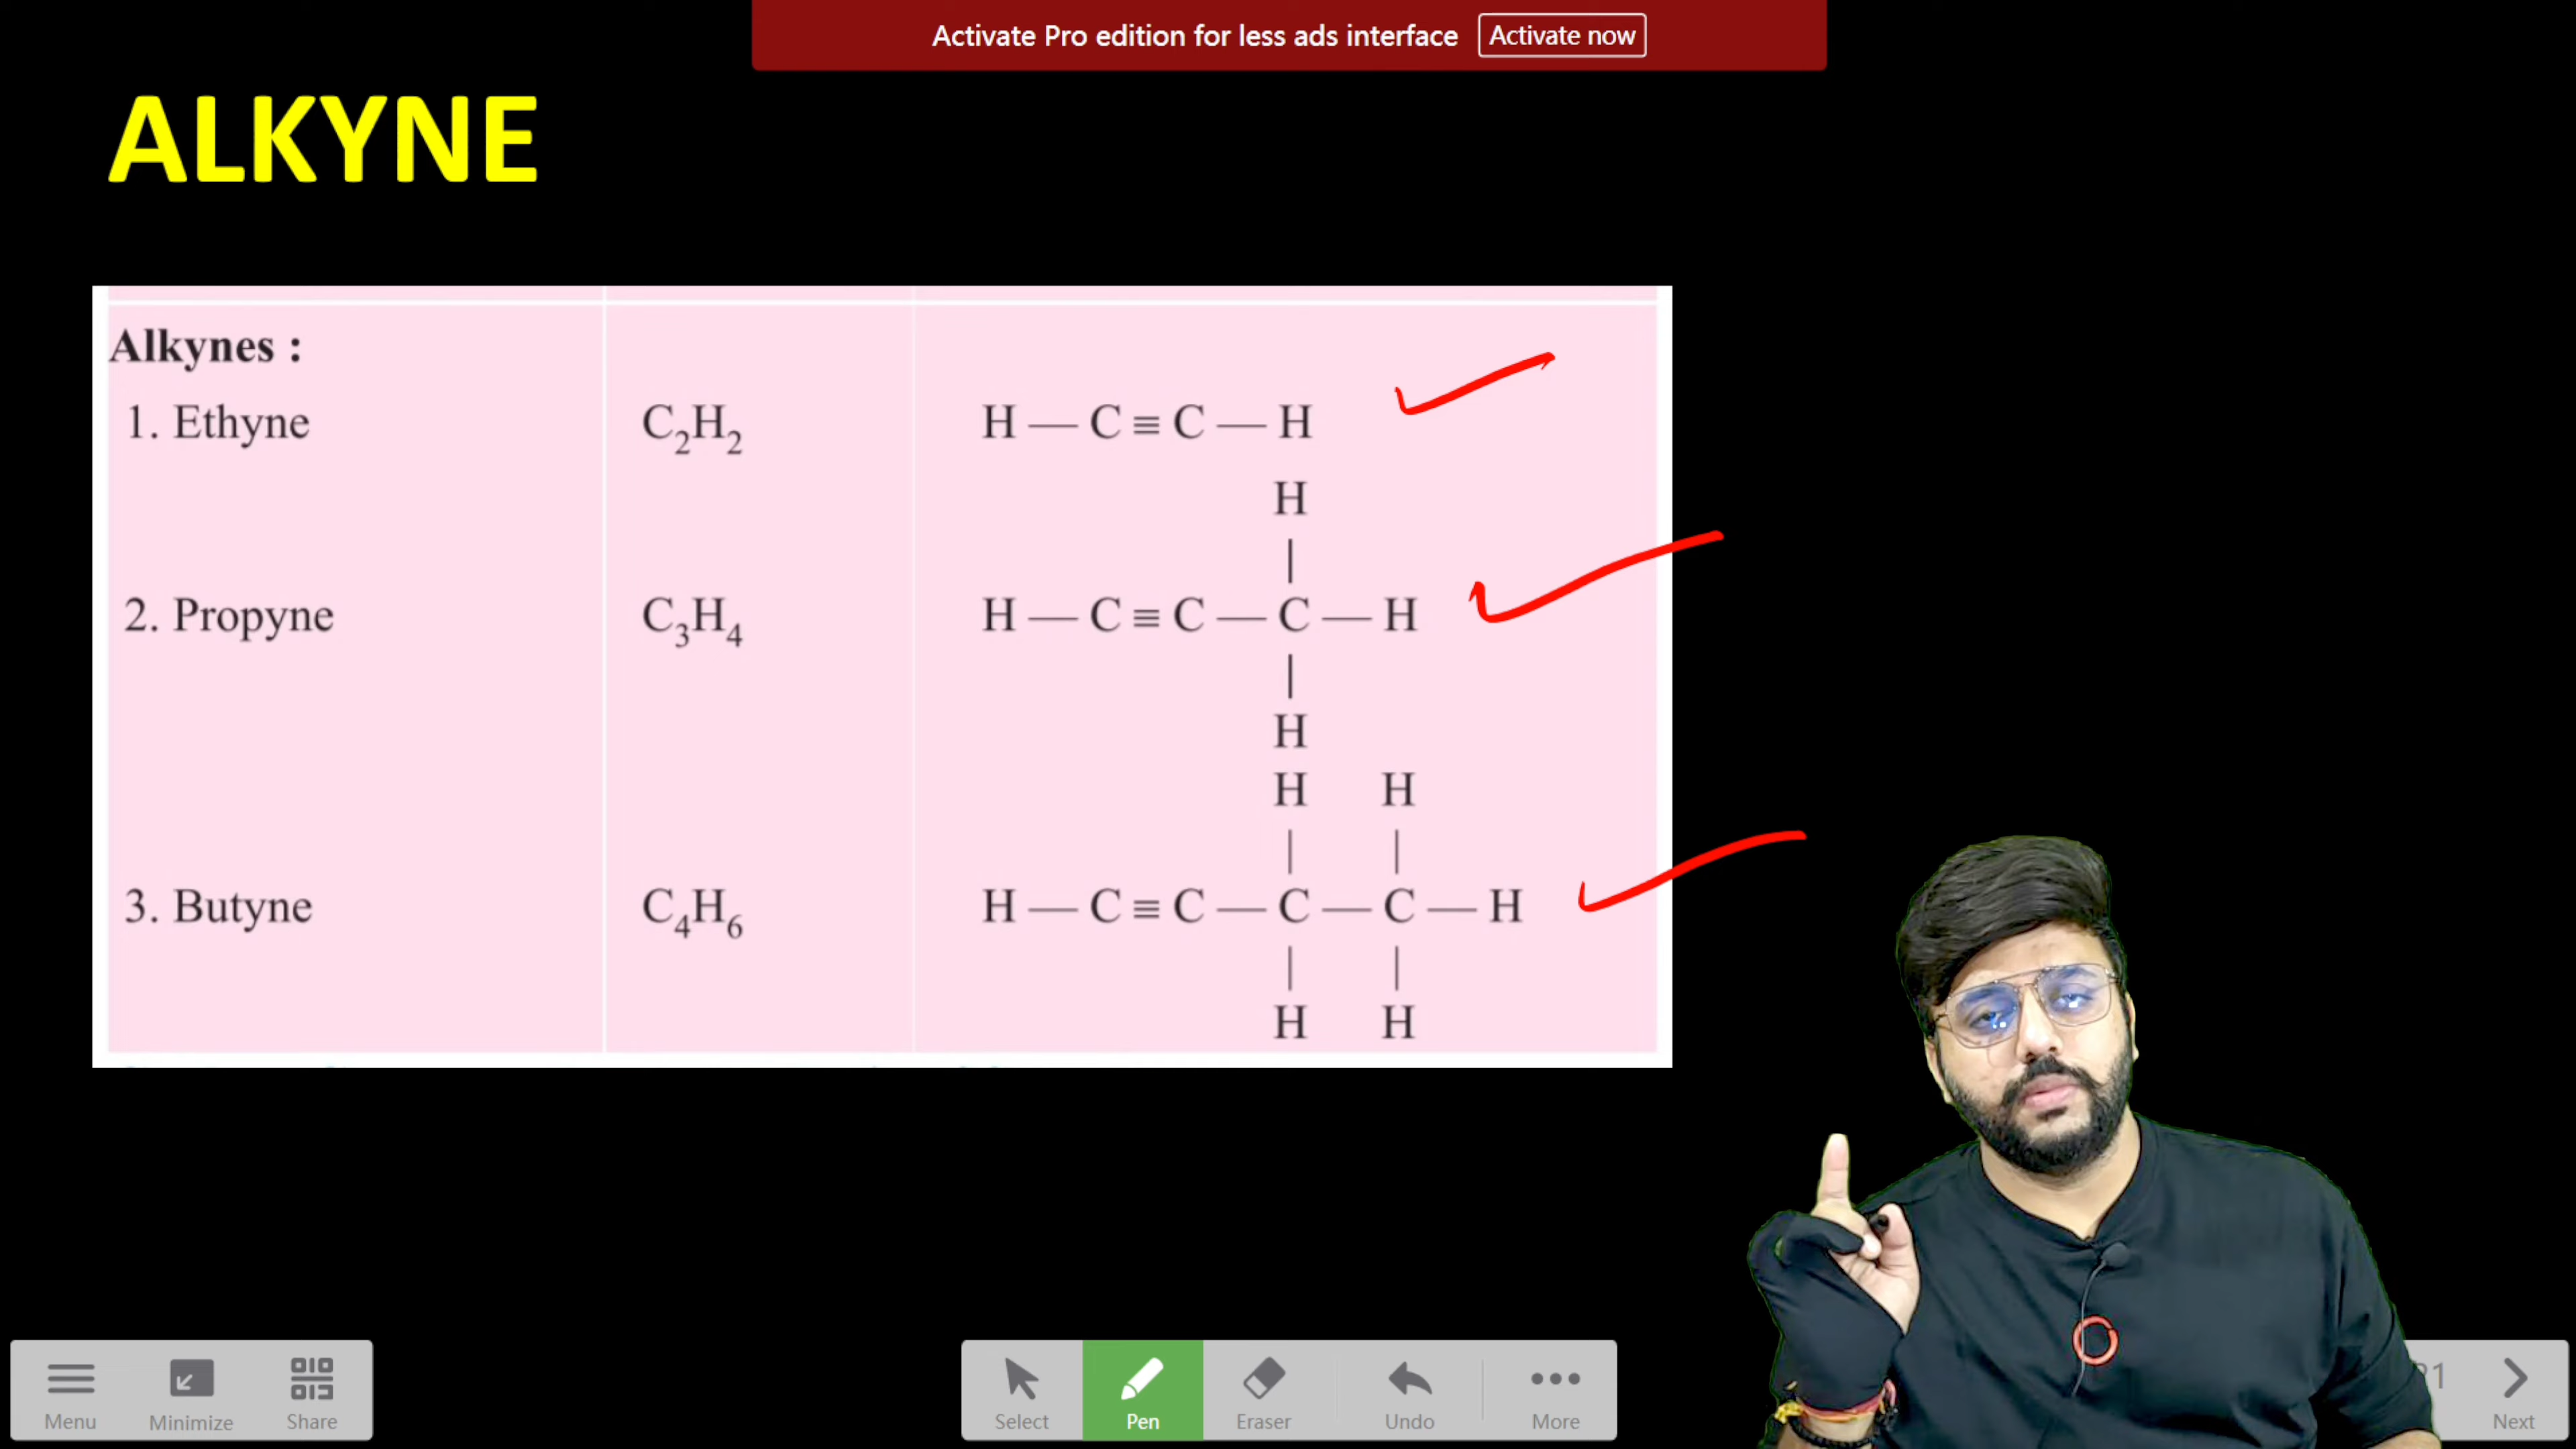 Activate Pro edition for less ads interface Activate now
ALKYNE
Alkynes :
1. Ethyne C₂H₂ H — C ≡ C — H
H
|
2. Propyne C₃H₄ H — C ≡ C — C — H
|
H
H H
| |
3. Butyne C₄H₆ H — C ≡ C — C — C — H
| |
H H
Menu Minimize Share Select Pen Eraser Undo More Next